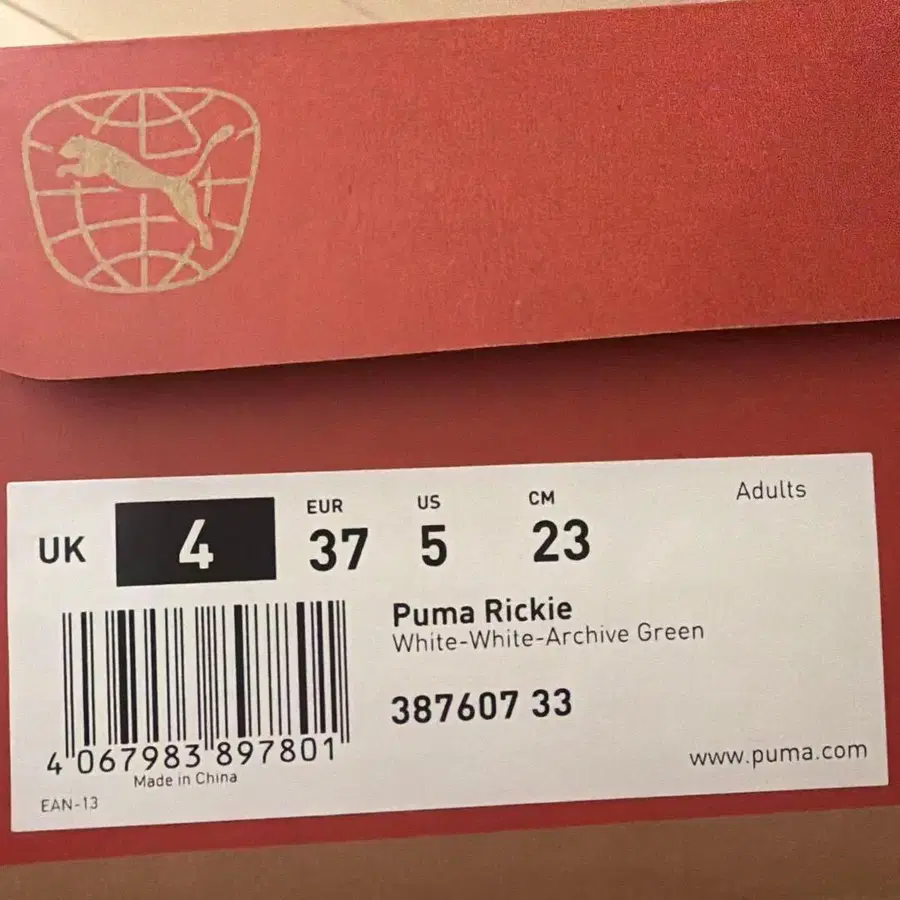 Adults
UK 4
EUR 37
US 5
CM 23
Puma Rickie
White-White-Archive Green
387607 33
4 067983 897801
Made in China
EAN-13
www.puma.com